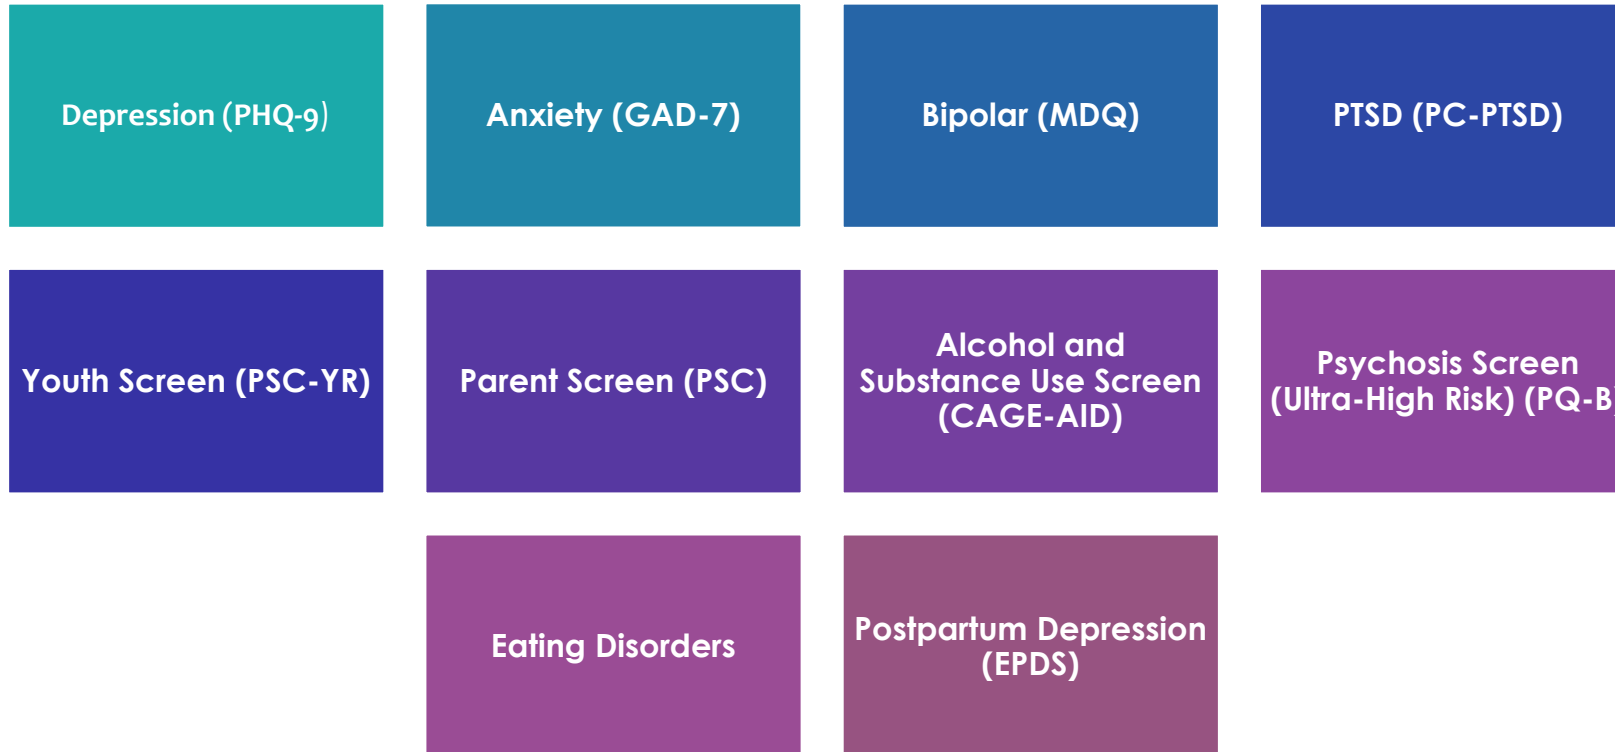 Depression (PHQ-9)
Anxiety (GAD-7)
Bipolar (MDQ)
PTSD (PC-PTSD)
Youth Screen (PSC-YR)
Parent Screen (PSC)
Alcohol and
Substance Use Screen
(CAGE-AID)
Psychosis Screen
(Ultra-High Risk) (PQ-B)
Eating Disorders
Postpartum Depression
(EPDS)